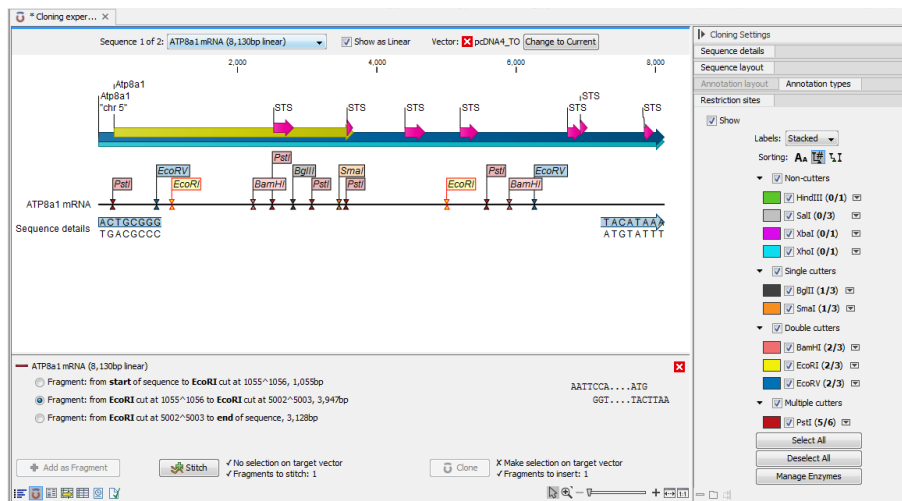 * Cloning exper... ×
Sequence 1 of 2: ATP8a1 mRNA (8,130bp linear) Show as Linear Vector: pcDNA4_TO Change to Current
2,000 4,000 6,000 8,000
Atp8a1
Atp8a1
"chr 5" STS STS STS STS STS STS STS
PstI
EcoRV BglII SmaI PstI EcoRV
PstI EcoRI BamHI PstI PstI EcoRI BamHI
ATP8a1 mRNA
Sequence details ACTGCGGG TACATAAA
TGACGCCC ATGTATTT
ATP8a1 mRNA (8,130bp linear)
Fragment: from start of sequence to EcoRI cut at 1055^1056, 1,055bp
Fragment: from EcoRI cut at 1055^1056 to EcoRI cut at 5002^5003, 3,947bp
Fragment: from EcoRI cut at 5002^5003 to end of sequence, 3,128bp
AATTCCA....ATG
GGT....TACTTAA
Add as Fragment Stitch ✓No selection on target vector Clone X Make selection on target vector
✓Fragments to stitch: 1 ✓Fragments to insert: 1
Cloning Settings
Sequence details
Sequence layout
Annotation layout Annotation types
Restriction sites
Show
Labels: Stacked
Sorting: AA
Non-cutters
HindIII (0/1)
SalI (0/3)
XbaI (0/1)
XhoI (0/1)
Single cutters
BglII (1/3)
SmaI (1/3)
Double cutters
BamHI (2/3)
EcoRI (2/3)
EcoRV (2/3)
Multiple cutters
PstI (5/6)
Select All
Deselect All
Manage Enzymes